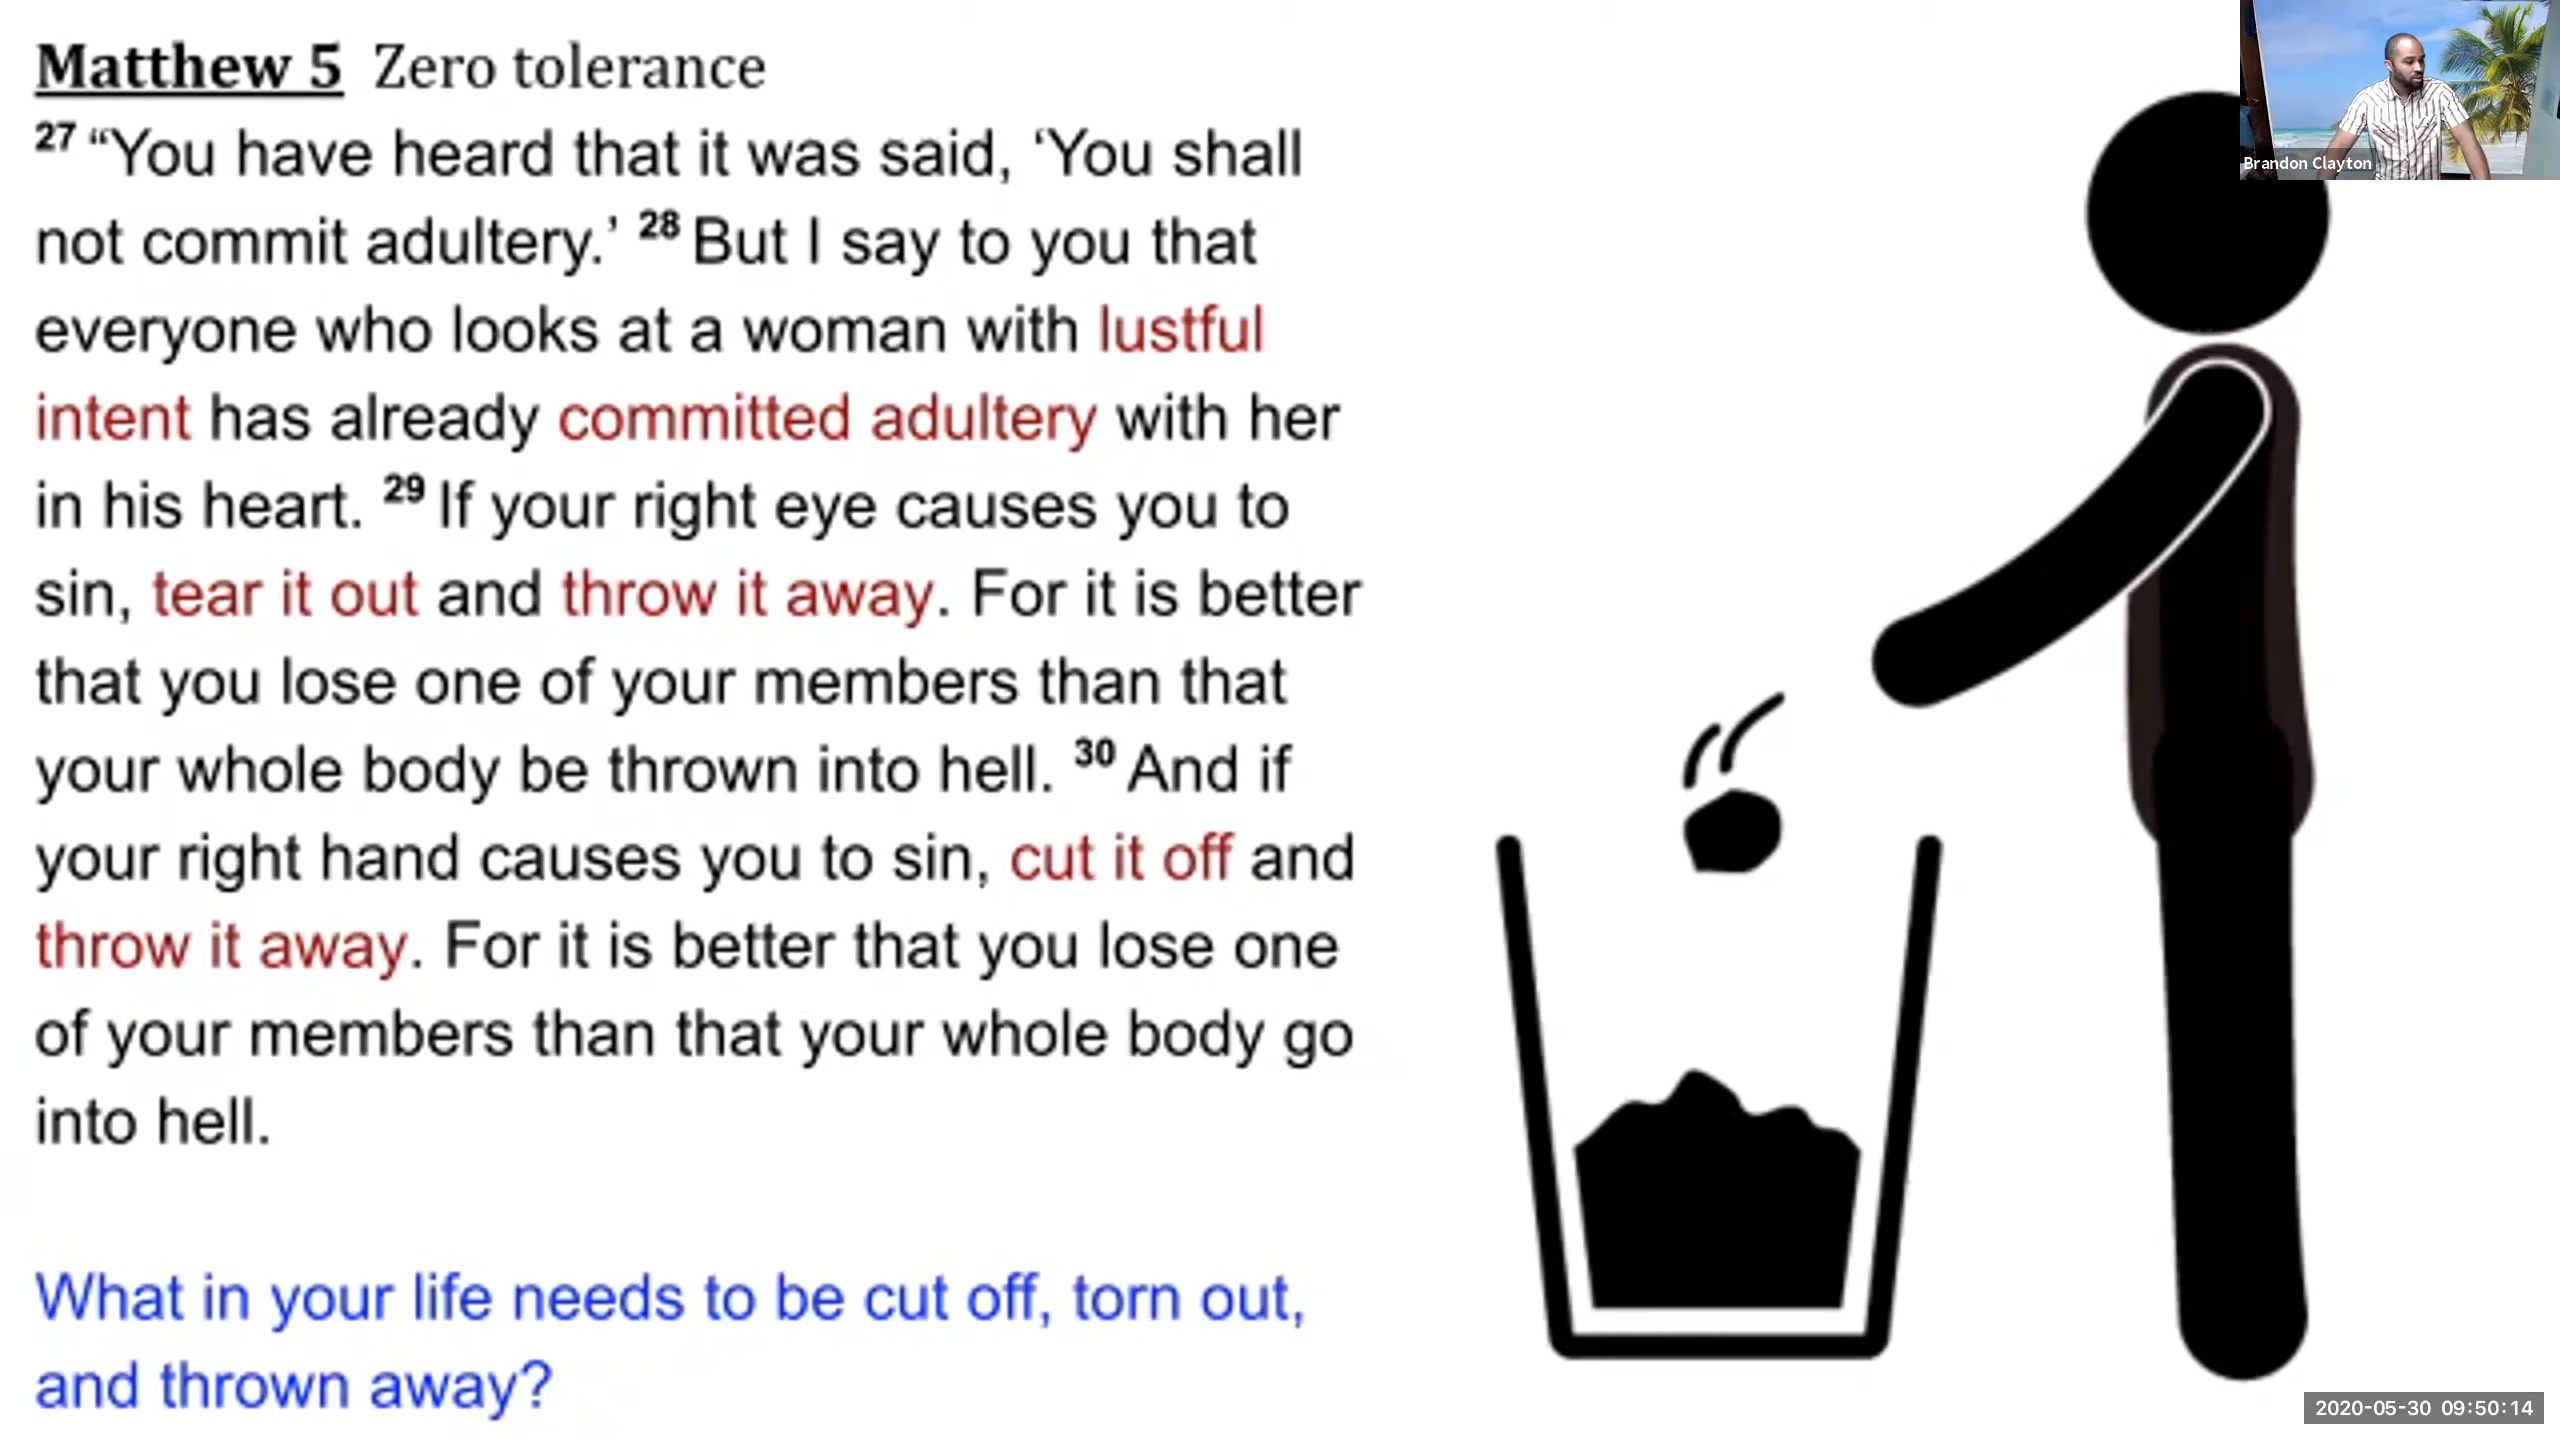 Matthew 5 Zero tolerance
27 “You have heard that it was said, ‘You shall
not commit adultery.’ 28 But I say to you that
everyone who looks at a woman with lustful
intent has already committed adultery with her
in his heart. 29 If your right eye causes you to
sin, tear it out and throw it away. For it is better
that you lose one of your members than that
your whole body be thrown into hell. 30 And if
your right hand causes you to sin, cut it off and
throw it away. For it is better that you lose one
of your members than that your whole body go
into hell.
What in your life needs to be cut off, torn out,
and thrown away?
Brandon Clayton
2020-05-30 09:50:14